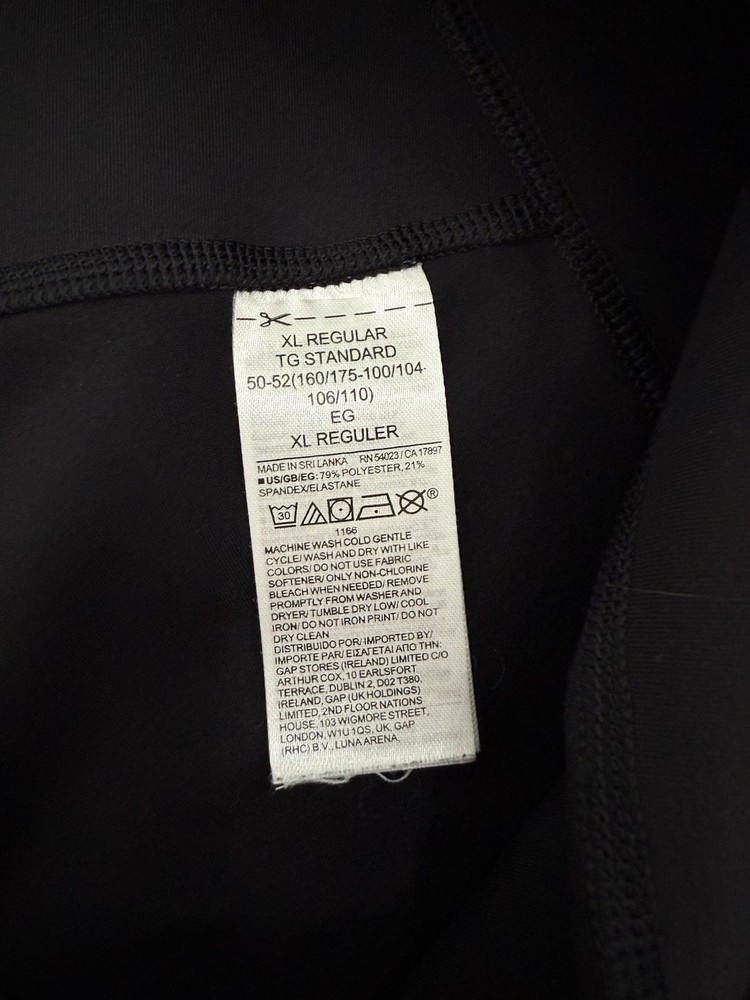 XL REGULAR
TG STANDARD
50-52(160/175-100/104-
106/110)
EG
XL REGULER
MADE IN SRI LANKA RN 54023 / CA 17897
■US/GB/EG: 79% POLYESTER, 21%
SPANDEX/ELASTANE
30 ®
1166
MACHINE WASH COLD GENTLE
CYCLE/ WASH AND DRY WITH LIKE
COLORS/ DO NOT USE FABRIC
SOFTENER/ ONLY NON-CHLORINE
BLEACH WHEN NEEDED/ REMOVE
PROMPTLY FROM WASHER AND
DRYER/ TUMBLE DRY LOW/ COOL
IRON/ DO NOT IRON PRINT/ DO NOT
DRY CLEAN
DISTRIBUIDO POR/ IMPORTED BY/
IMPORTE PAR/ ΕΙΣΑΓΕΤΑΙ ΑΠΟ ΤΗΝ:
GAP STORES (IRELAND) LIMITED C/O
ARTHUR COX, 10 EARLSFORT
TERRACE, DUBLIN 2, D02 T380,
IRELAND, GAP (UK HOLDINGS)
LIMITED, 2ND FLOOR NATIONS
HOUSE, 103 WIGMORE STREET,
LONDON, W1U 1QS, UK, GAP
(RHC) B.V., LUNA ARENA,